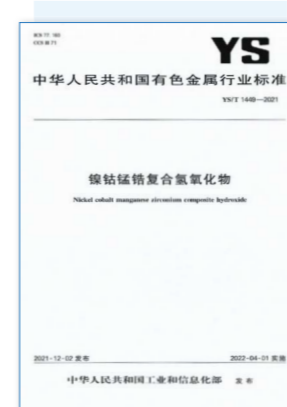 YS
中华人民共和国有色金属行业标准
YS/T 1448—2021
镍钴锰锆复合氢氧化物
Nickel cobalt manganese zirconium composite hydroxide
2021-12-02 发布
2022-04-01 实施
中华人民共和国工业和信息化部 发布